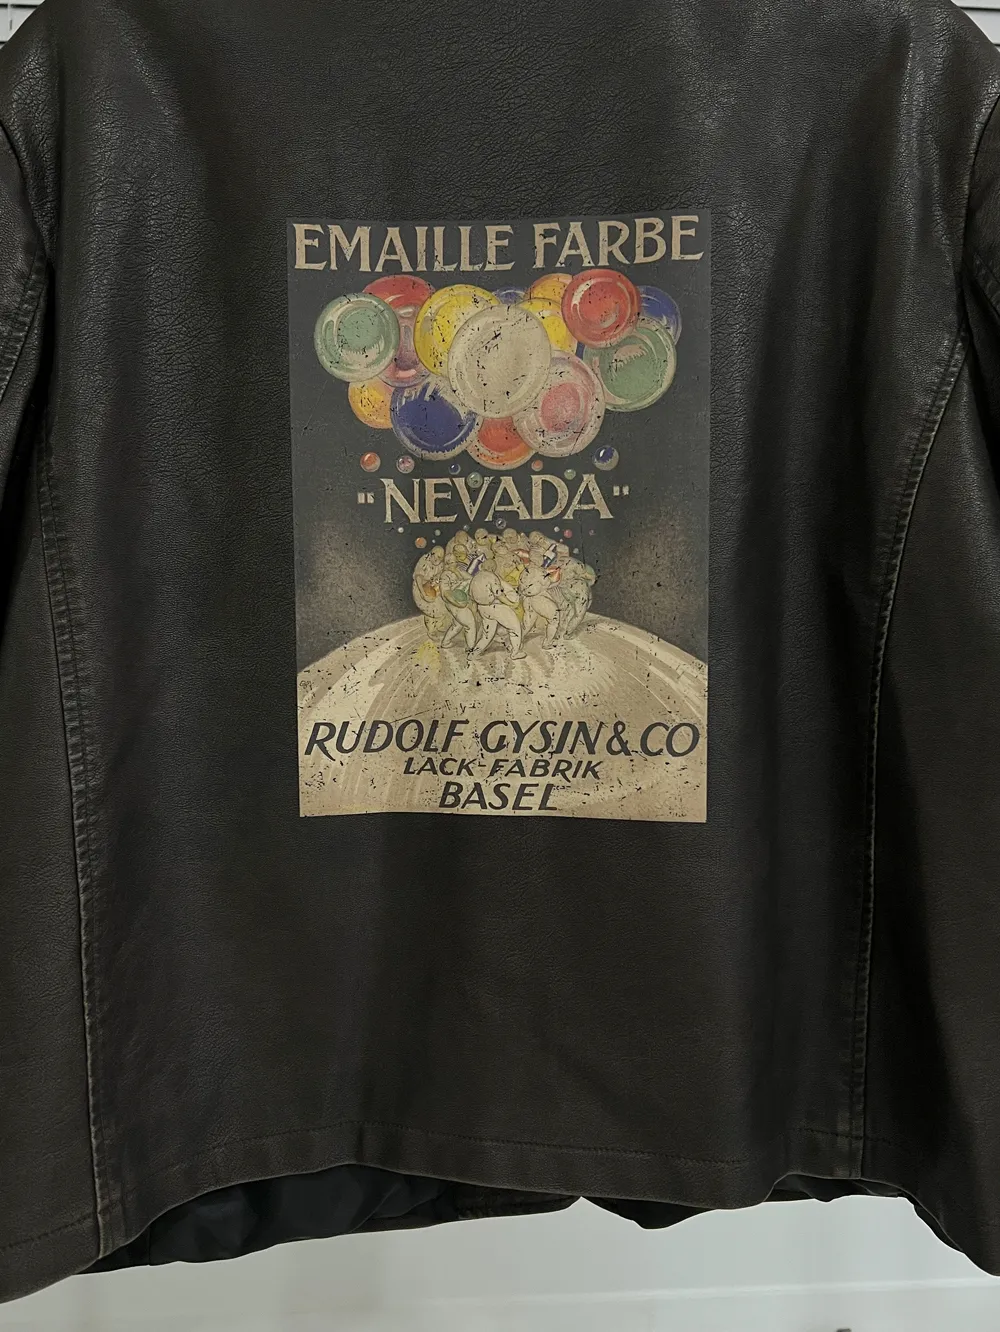 EMAILLE FARBE
"NEVADA"
RUDOLF GYSIN & CO
LACK-FABRIK
BASEL